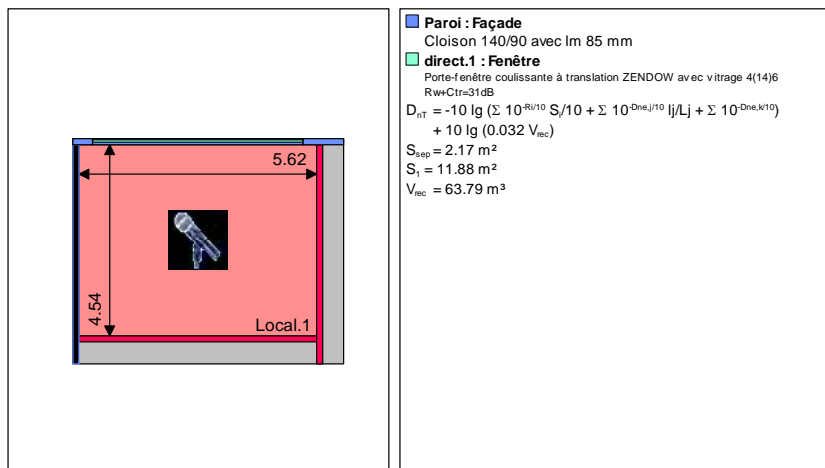 5.62
4.54
Local.1
Paroi : Façade
Cloison 140/90 avec lm 85 mm
direct.1 : Fenêtre
Porte-fenêtre coulissante à translation ZENDOW avec vitrage 4(14)6
Rw+Ctr=31dB
DnT = -10 lg (Σ 10^-Ri/10 Si/10 + Σ 10^-Dne,j/10 lj/Lj + Σ 10^-Dne,k/10)
+ 10 lg (0.032 Vrec)
Ssep = 2.17 m²
S1 = 11.88 m²
Vrec = 63.79 m³